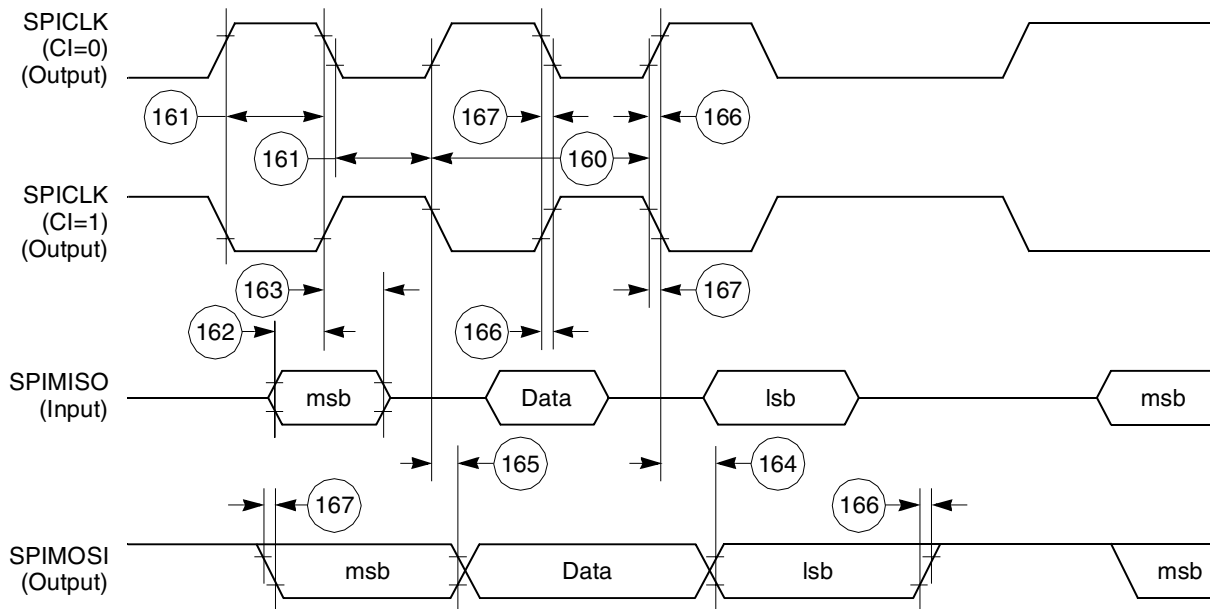 SPICLK
(CI=0)
(Output)
161
167
166
161
160
SPICLK
(CI=1)
(Output)
163
167
162
166
SPIMISO
(Input)
msb
Data
lsb
msb
165
164
167
166
SPIMOSI
(Output)
msb
Data
lsb
msb